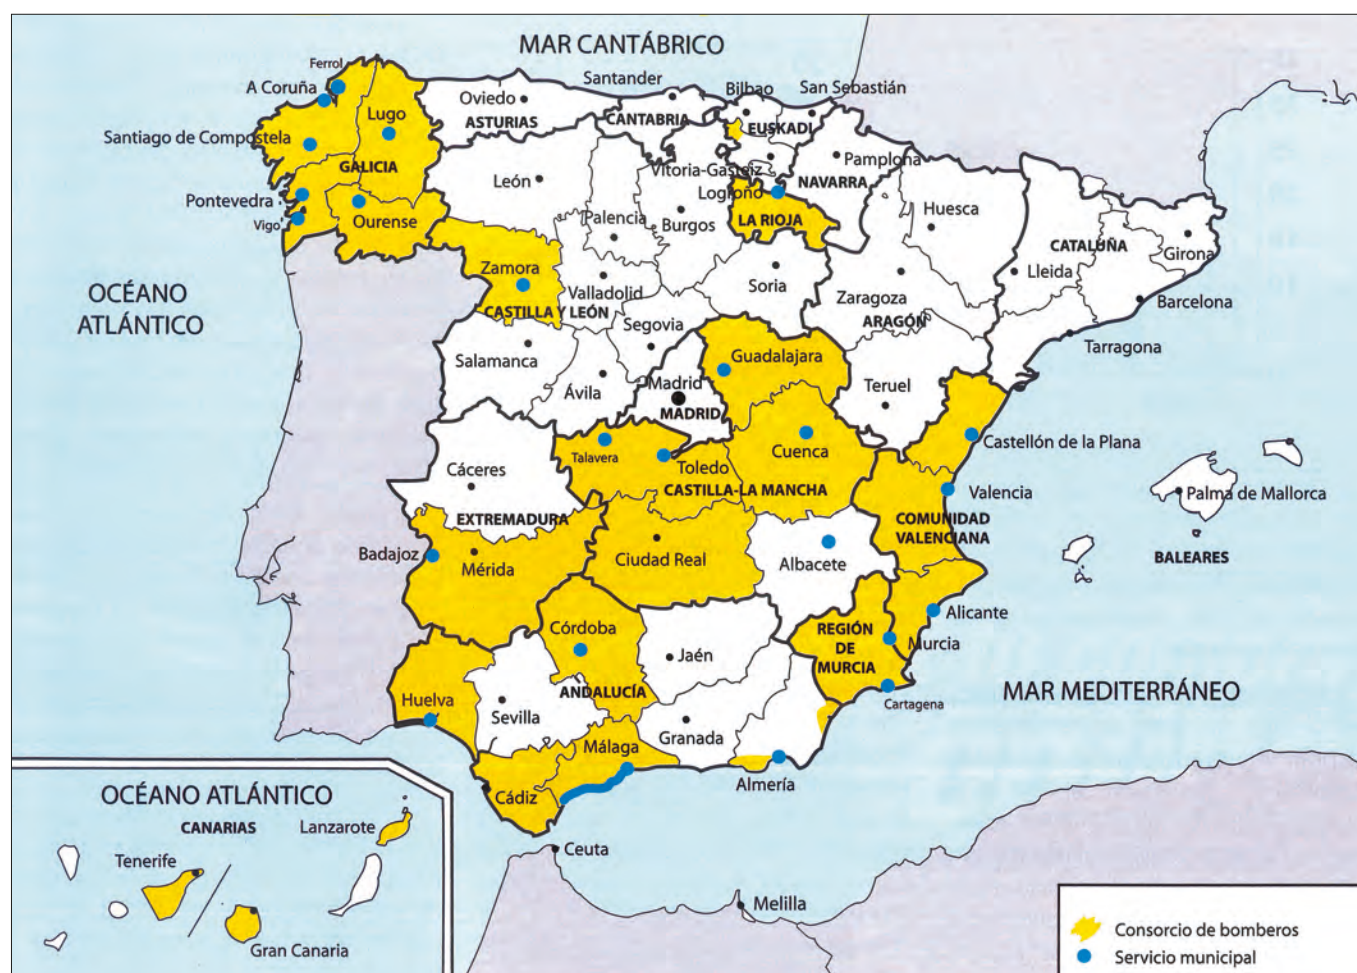 MAR CANTÁBRICO
Ferrol
A Coruña
Santiago de Compostela
Lugo
GALICIA
Pontevedra
Vigo
Ourense
Oviedo
ASTURIAS
Santander
CANTABRIA
Bilbao
San Sebastián
EUSKADI
Vitoria-Gasteiz
Pamplona
NAVARRA
Logroño
LA RIOJA
León
Palencia
Burgos
Zamora
Valladolid
CASTILLA Y LEÓN
Soria
Segovia
Salamanca
Ávila
Huesca
Zaragoza
ARAGÓN
Teruel
CATALUÑA
Lleida
Girona
Barcelona
Tarragona
OCÉANO
ATLÁNTICO
Madrid
MADRID
Guadalajara
Cuenca
Talavera
Toledo
CASTILLA-LA MANCHA
Ciudad Real
Albacete
Cáceres
EXTREMADURA
Badajoz
Mérida
Castellón de la Plana
Valencia
COMUNIDAD
VALENCIANA
Alicante
Palma de Mallorca
BALEARES
REGIÓN
DE
MURCIA
Murcia
Cartagena
MAR MEDITERRÁNEO
Córdoba
Jaén
ANDALUCÍA
Huelva
Sevilla
Granada
Málaga
Almería
Cádiz
Ceuta
Melilla
OCÉANO ATLÁNTICO
CANARIAS
Lanzarote
Tenerife
Gran Canaria
Consorcio de bomberos
Servicio municipal